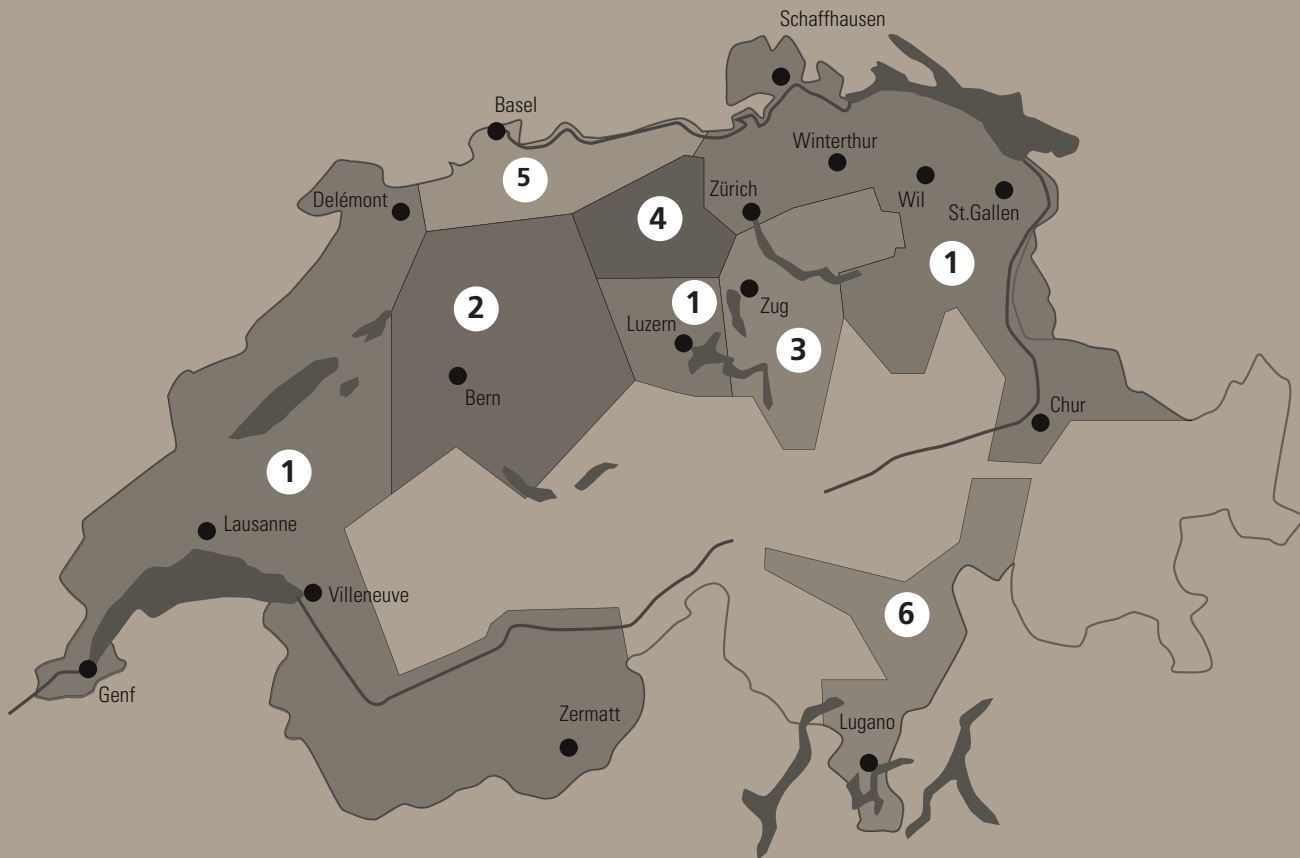 Schaffhausen
Basel
Winterthur
5
Delémont
Zürich
Wil
St.Gallen
4
1
2
1
Zug
Luzern
3
Bern
Chur
1
Lausanne
Villeneuve
6
Genf
Zermatt
Lugano